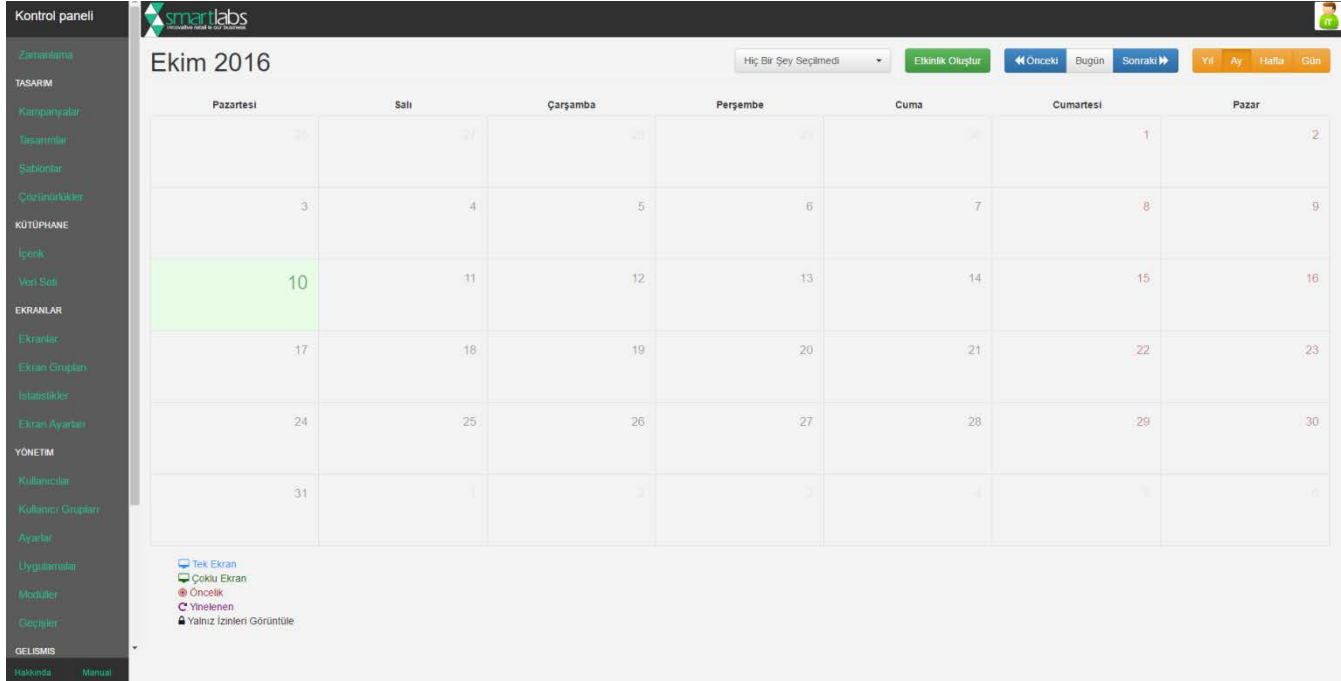 Kontrol paneli
smartlabs
innovative retail is our business
IT
Zamanlama
TASARIM
Kampanyalar
Tasarımlar
Şablonlar
Çözünürlükler
KÜTÜPHANE
İçerik
Veri Seti
EKRANLAR
Ekranlar
Ekran Grupları
İstatistikler
Ekran Ayarları
YÖNETIM
Kullanıcılar
Kullanıcı Grupları
Ayarlar
Uygulamalar
Modüller
Geçişler
GELISMIS
Hakkında Manual
Ekim 2016
Hiç Bir Şey Seçilmedi Etkinlik Oluştur Önceki Bugün Sonraki Yıl Ay Hafta Gün
Pazartesi Salı Çarşamba Perşembe Cuma Cumartesi Pazar
26 27 28 29 30 1 2
3 4 5 6 7 8 9
10 11 12 13 14 15 16
17 18 19 20 21 22 23
24 25 26 27 28 29 30
31 1 2 3 4 5 6
Tek Ekran
Çoklu Ekran
Öncelik
Yinelenen
Yalnız İzinleri Görüntüle